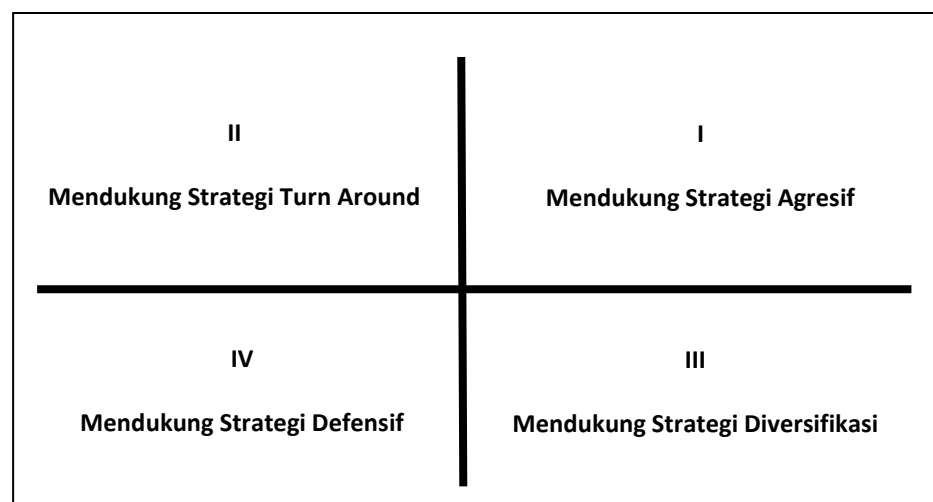 II
Mendukung Strategi Turn Around
I
Mendukung Strategi Agresif
IV
Mendukung Strategi Defensif
III
Mendukung Strategi Diversifikasi